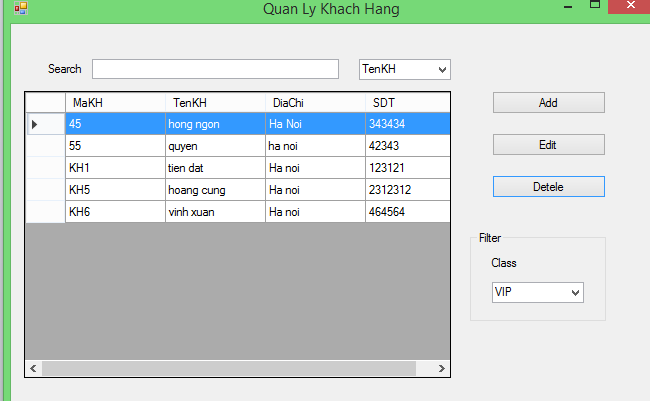 Quan Ly Khach Hang
Search TenKH
MaKH TenKH DiaChi SDT
45 hong ngon Ha Noi 343434
55 quyen ha noi 42343
KH1 tien dat Ha noi 123121
KH5 hoang cung Ha noi 2312312
KH6 vinh xuan Ha noi 464564
Add
Edit
Detele
Filter
Class
VIP